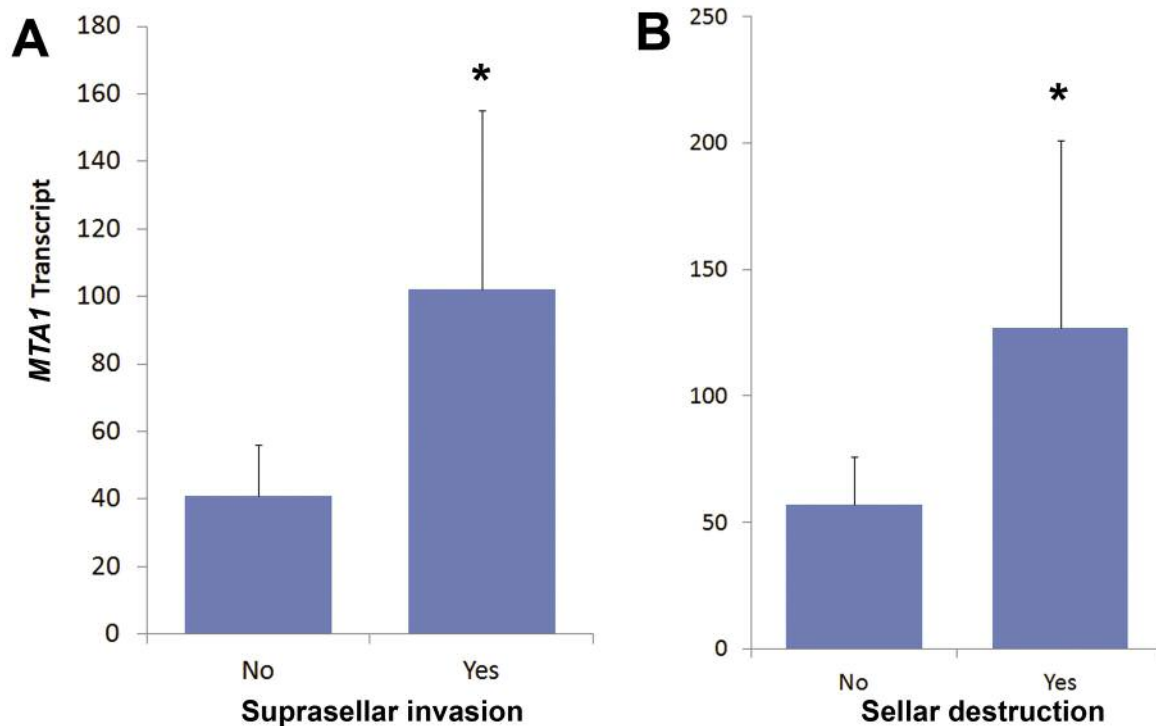 A
MTA1 Transcript
180
160
140
120
100
80
60
40
20
0
*
No Yes
Suprasellar invasion
B
250
200
150
100
50
0
*
No Yes
Sellar destruction